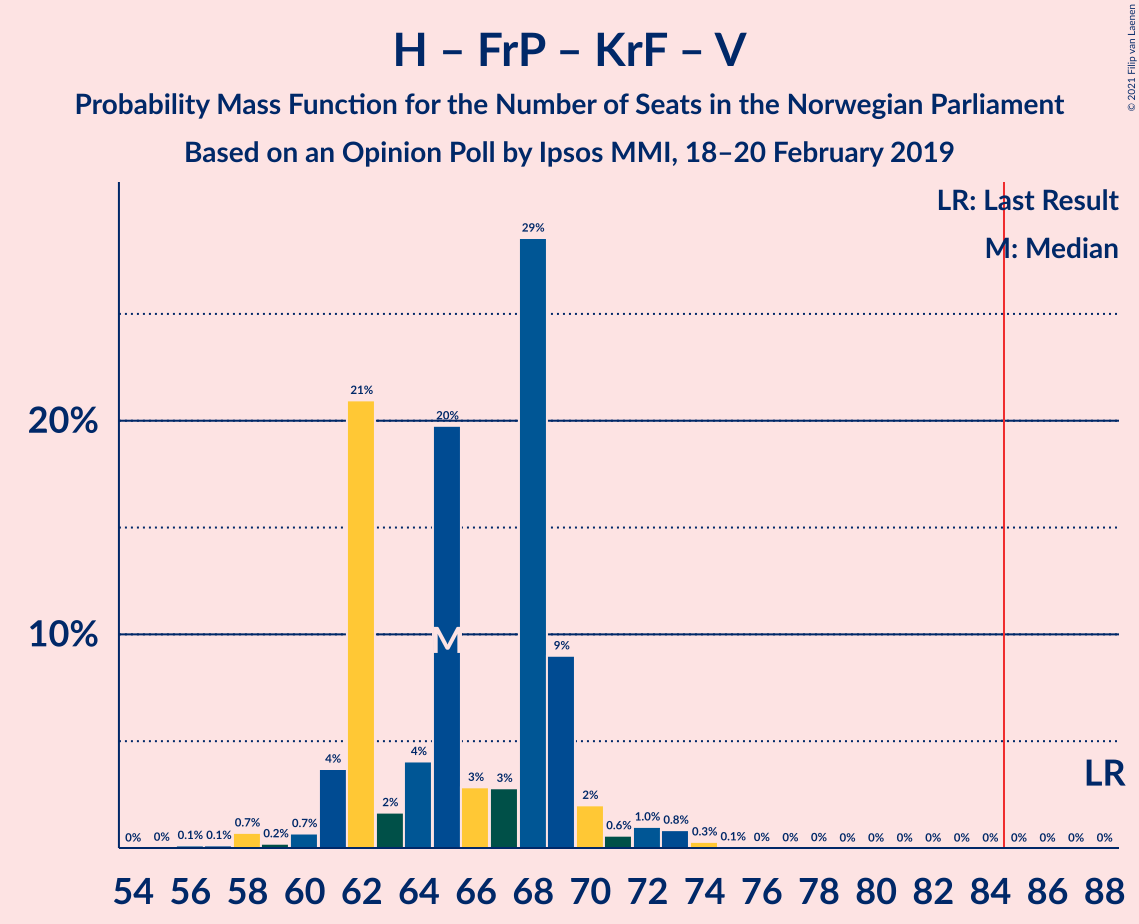 H – FrP – KrF – V
Probability Mass Function for the Number of Seats in the Norwegian Parliament
Based on an Opinion Poll by Ipsos MMI, 18–20 February 2019
© 2021 Filip van Laenen
LR: Last Result
M: Median
20%
10%
0% 0% 0.1% 0.1% 0.7% 0.2% 0.7% 4% 21% 2% 4% 20% 3% 3% 29% 9% 2% 0.6% 1.0% 0.8% 0.3% 0.1% 0% 0% 0% 0% 0% 0% 0% 0% 0% 0% 0% 0% 0%
M
LR
54 56 58 60 62 64 66 68 70 72 74 76 78 80 82 84 86 88